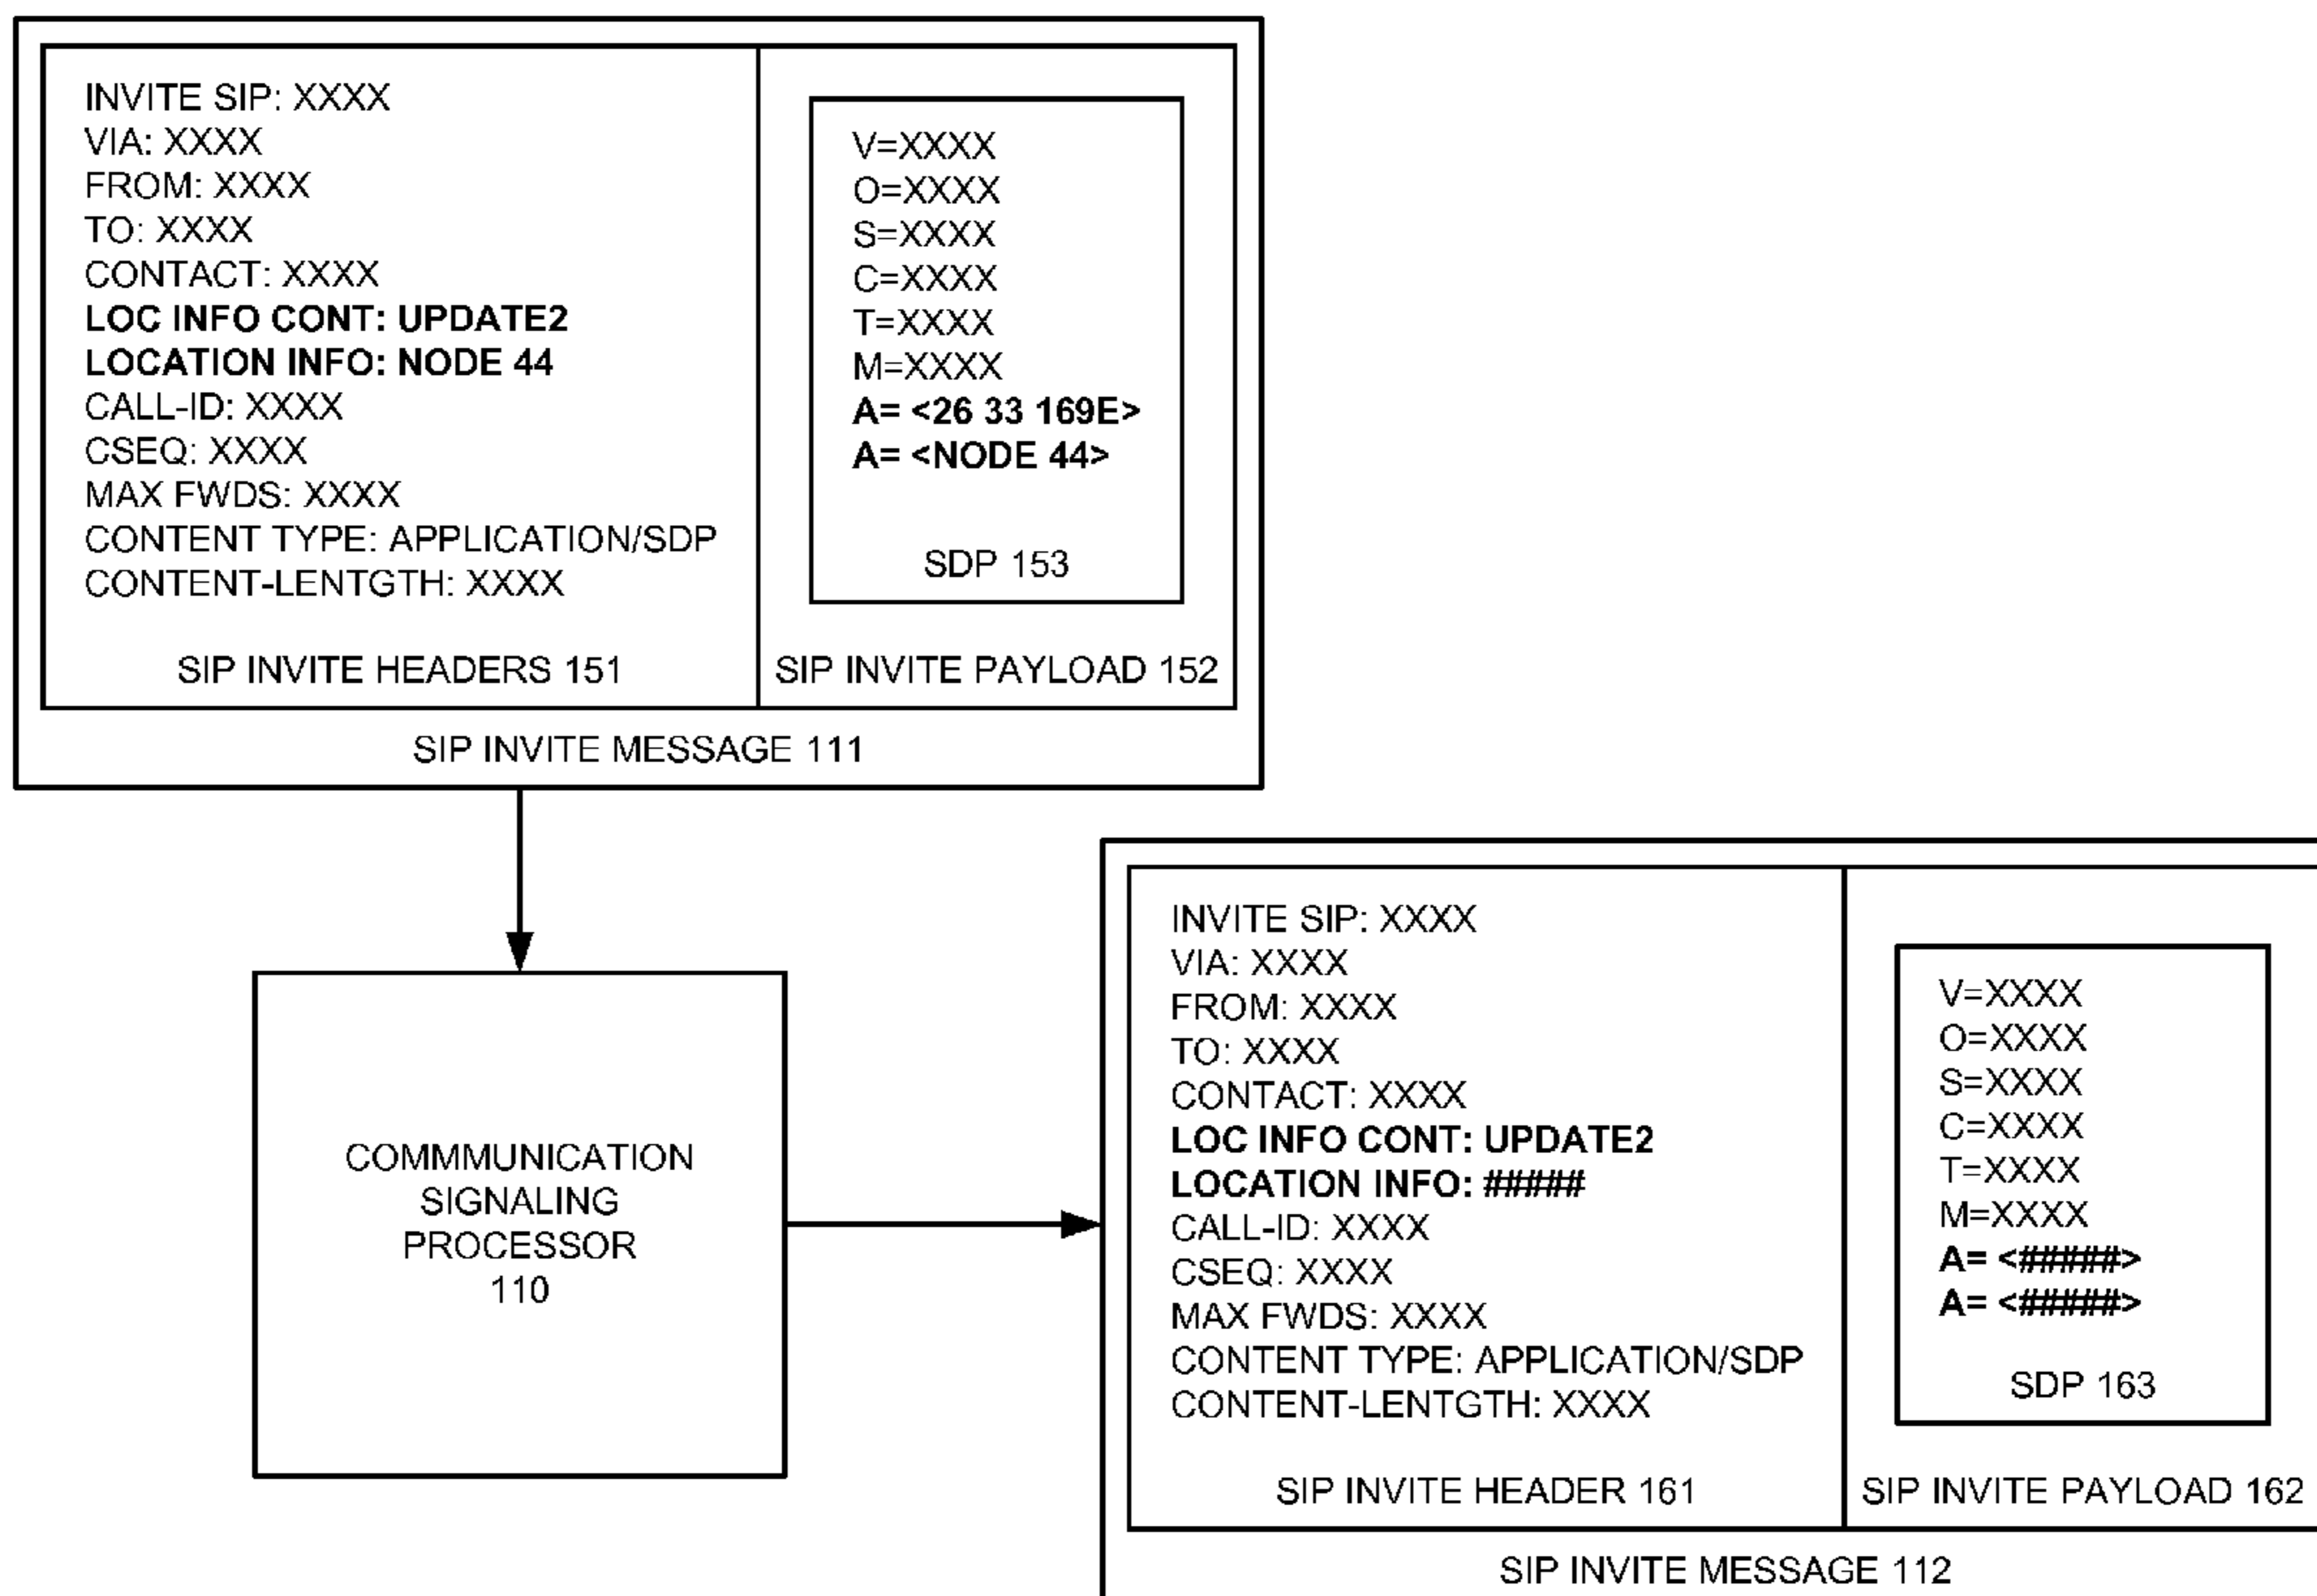 INVITE SIP: XXXX
VIA: XXXX
FROM: XXXX
TO: XXXX
CONTACT: XXXX
LOC INFO CONT: UPDATE2
LOCATION INFO: NODE 44
CALL-ID: XXXX
CSEQ: XXXX
MAX FWDS: XXXX
CONTENT TYPE: APPLICATION/SDP
CONTENT-LENTGTH: XXXX
SIP INVITE HEADERS 151
V=XXXX
O=XXXX
S=XXXX
C=XXXX
T=XXXX
M=XXXX
A= <26 33 169E>
A= <NODE 44>
SDP 153
SIP INVITE PAYLOAD 152
SIP INVITE MESSAGE 111
COMMMUNICATION
SIGNALING
PROCESSOR
110
INVITE SIP: XXXX
VIA: XXXX
FROM: XXXX
TO: XXXX
CONTACT: XXXX
LOC INFO CONT: UPDATE2
LOCATION INFO: #####
CALL-ID: XXXX
CSEQ: XXXX
MAX FWDS: XXXX
CONTENT TYPE: APPLICATION/SDP
CONTENT-LENTGTH: XXXX
SIP INVITE HEADER 161
V=XXXX
O=XXXX
S=XXXX
C=XXXX
T=XXXX
M=XXXX
A= <#####>
A= <#####>
SDP 163
SIP INVITE PAYLOAD 162
SIP INVITE MESSAGE 112